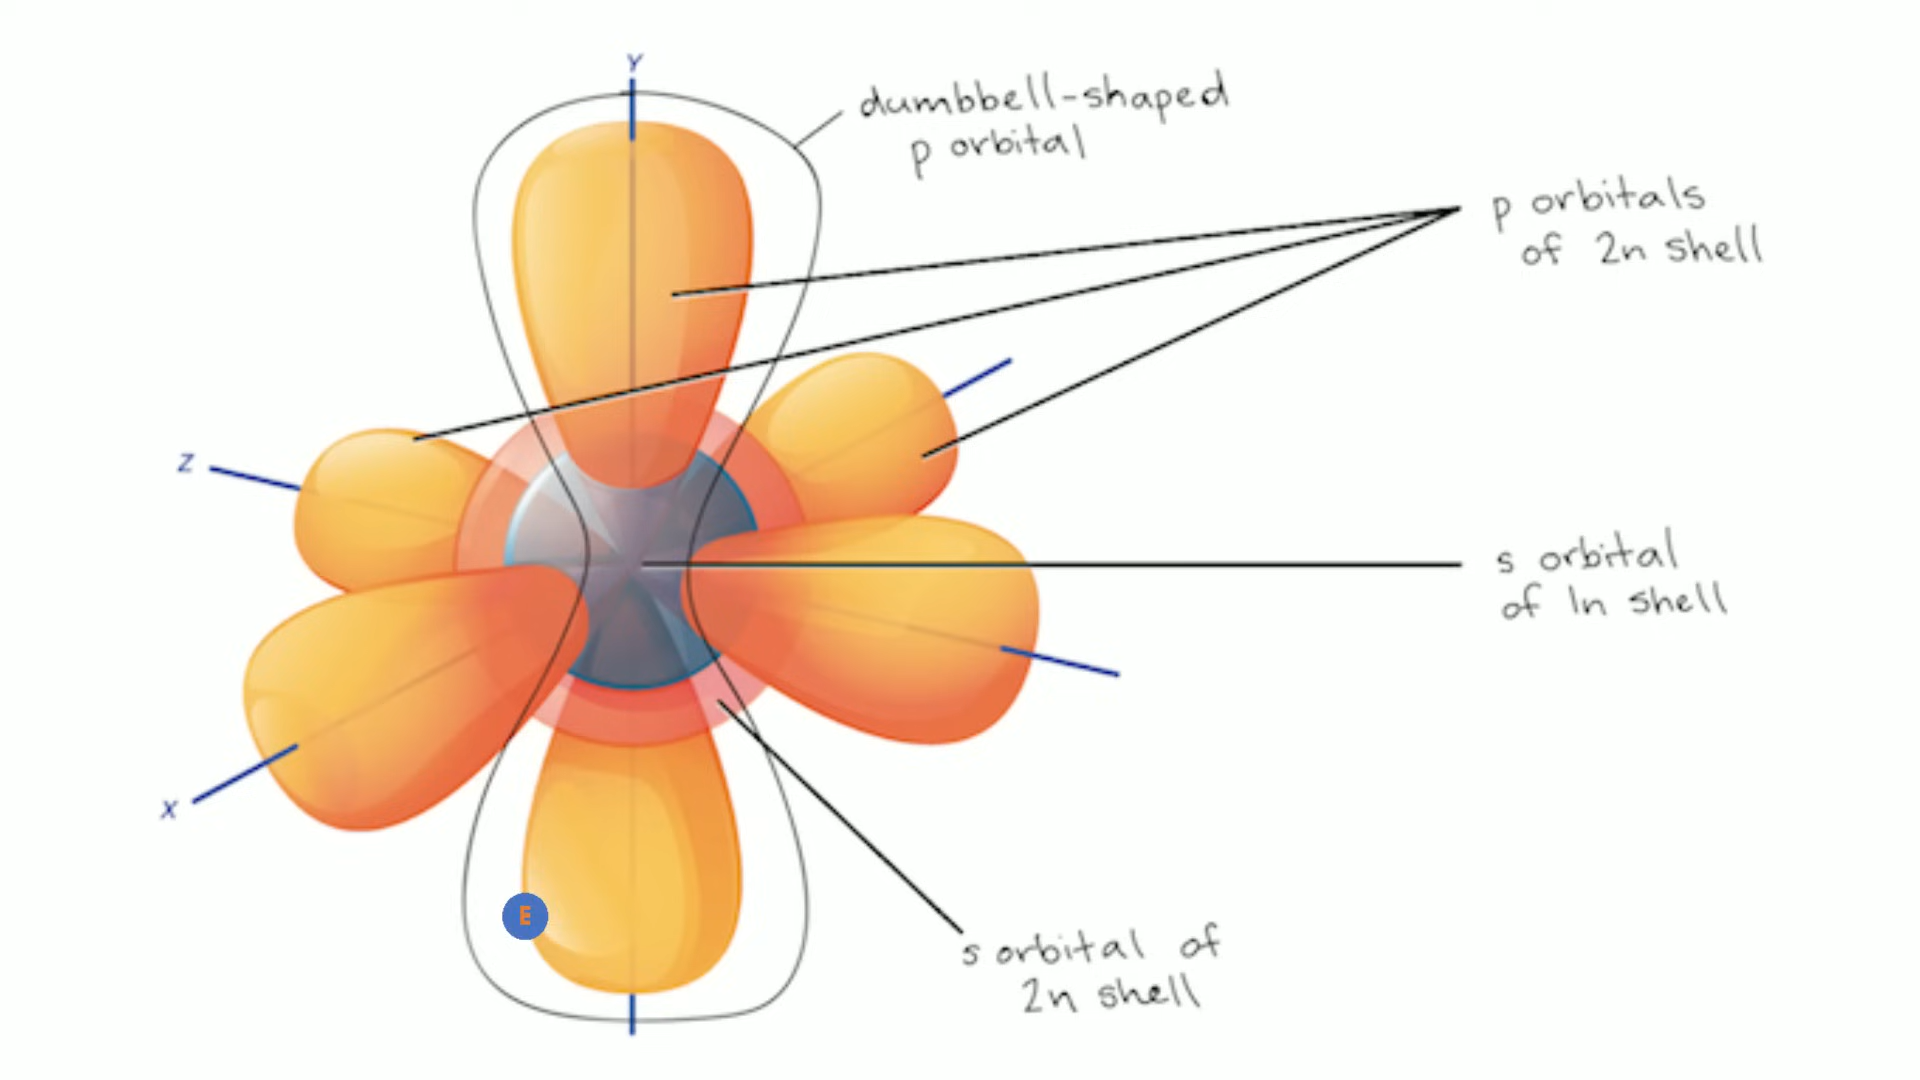 Y
dumbbell-shaped
p orbital
p orbitals
of 2n shell
Z
s orbital
of 1n shell
X
E
s orbital of
2n shell